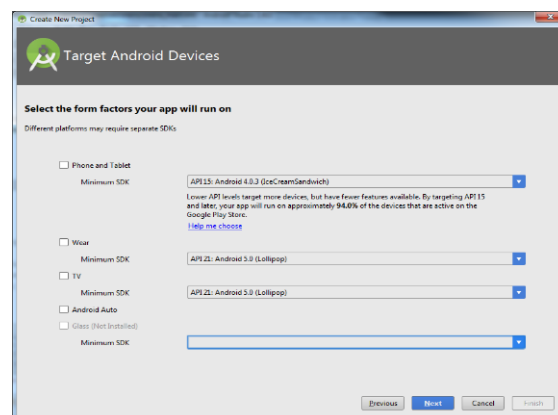 Create New Project
Target Android Devices
Select the form factors your app will run on
Different platforms may require separate SDKs
Phone and Tablet
Minimum SDK
API 15: Android 4.0.3 (IceCreamSandwich)
Lower API levels target more devices, but have fewer features available. By targeting API 15
and later, your app will run on approximately 94.0% of the devices that are active on the
Google Play Store.
Help me choose
Wear
Minimum SDK
API 21: Android 5.0 (Lollipop)
TV
Minimum SDK
API 21: Android 5.0 (Lollipop)
Android Auto
Glass (Not Installed)
Minimum SDK
Previous
Next
Cancel
Finish